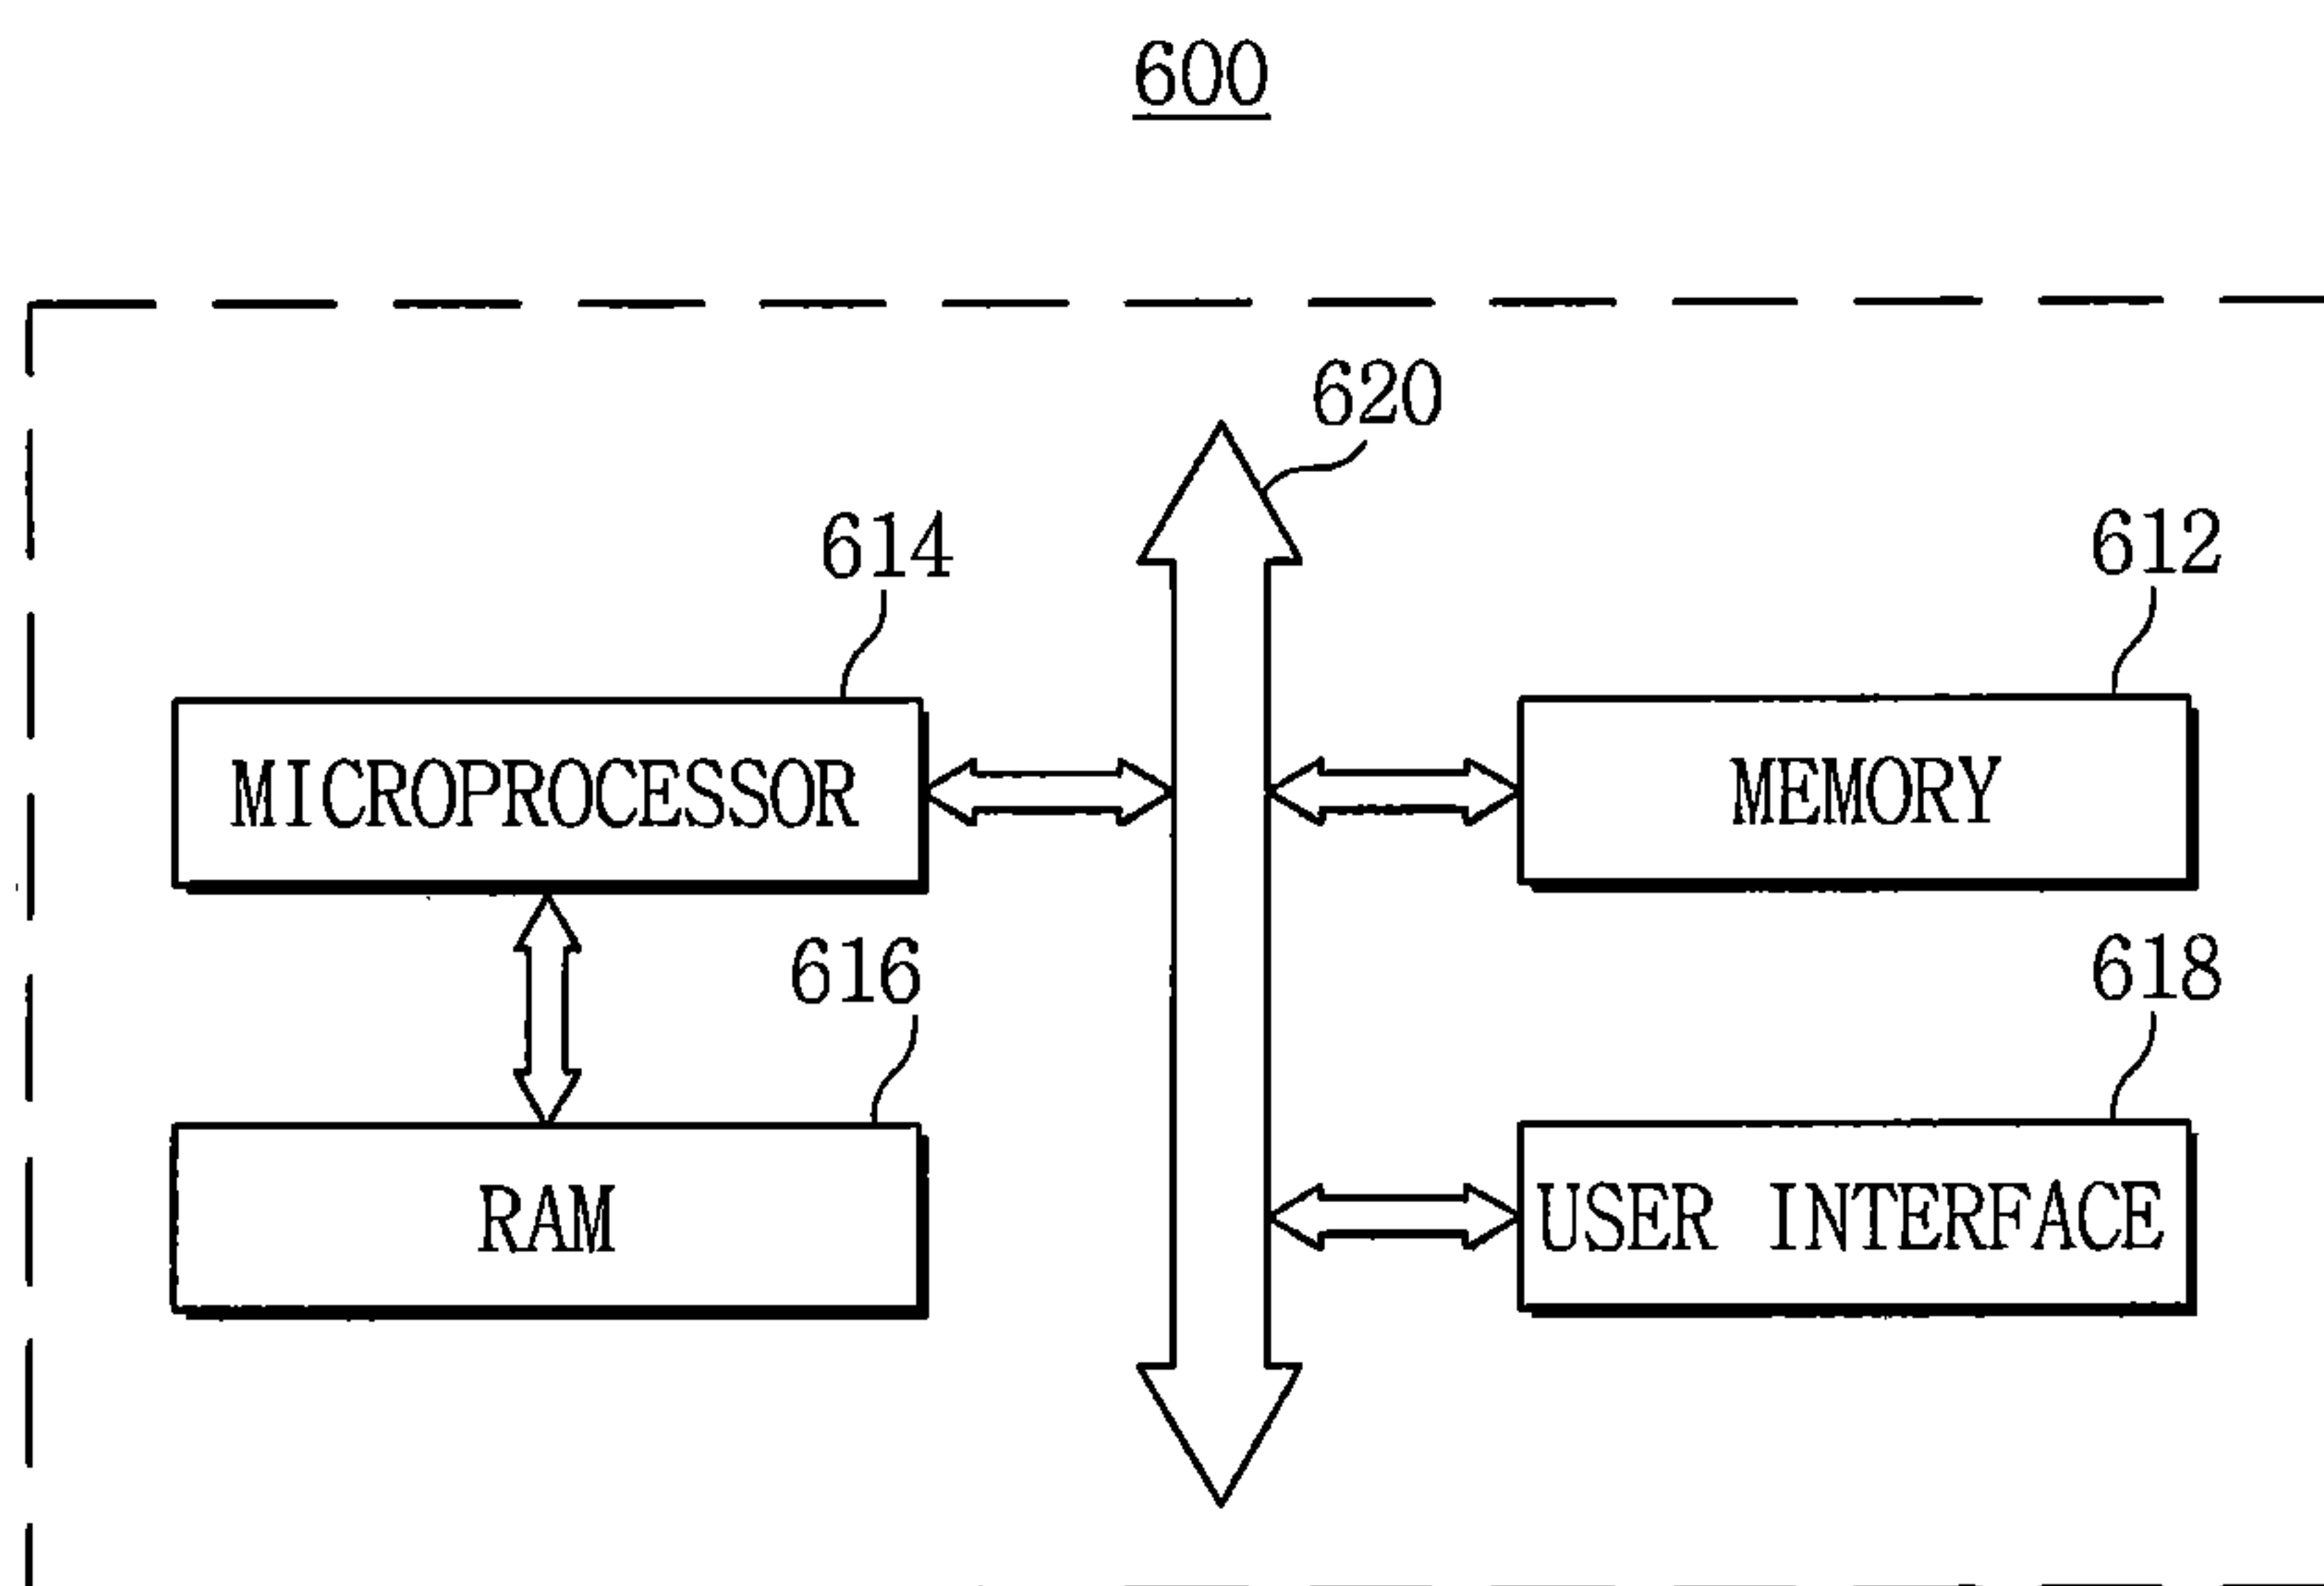 600
620
614
612
MICROPROCESSOR
MEMORY
616
618
RAM
USER INTERFACE